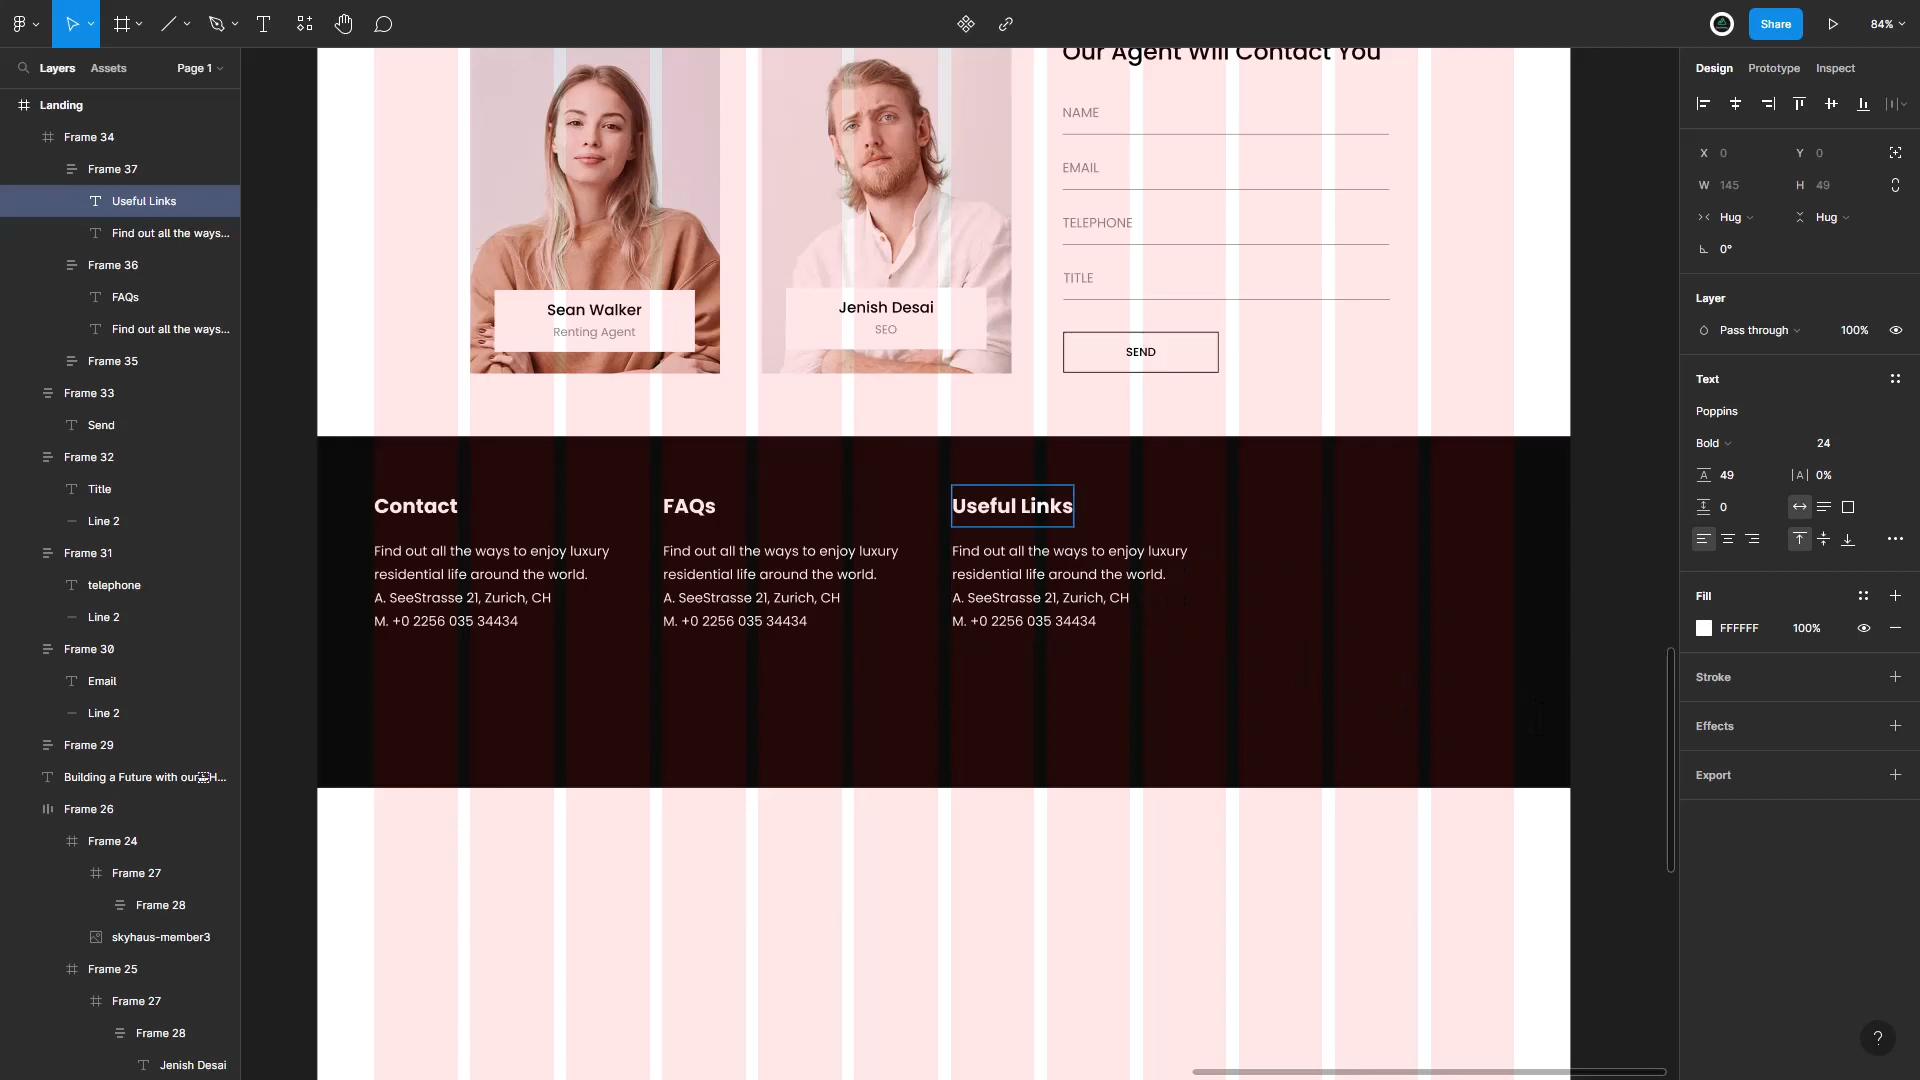 Share
84%
Layers
Assets
Page 1
Landing
Frame 34
Frame 37
Useful Links
Find out all the ways...
Frame 36
FAQs
Find out all the ways...
Frame 35
Frame 33
Send
Frame 32
Title
Line 2
Frame 31
telephone
Line 2
Frame 30
Email
Line 2
Frame 29
Building a Future with our H...
Frame 26
Frame 24
Frame 27
Frame 28
skyhaus-member3
Frame 25
Frame 27
Frame 28
Jenish Desai
Our Agent Will Contact You
NAME
EMAIL
TELEPHONE
TITLE
SEND
Sean Walker
Renting Agent
Jenish Desai
SEO
Contact
Find out all the ways to enjoy luxury
residential life around the world.
A. SeeStrasse 21, Zurich, CH
M. +0 2256 035 34434
FAQs
Find out all the ways to enjoy luxury
residential life around the world.
A. SeeStrasse 21, Zurich, CH
M. +0 2256 035 34434
Useful Links
Find out all the ways to enjoy luxury
residential life around the world.
A. SeeStrasse 21, Zurich, CH
M. +0 2256 035 34434
Design
Prototype
Inspect
X 0
Y 0
W 145
H 49
Hug
Hug
0°
Layer
Pass through
100%
Text
Poppins
Bold
24
A 49
|A| 0%
0
Fill
FFFFFF
100%
Stroke
Effects
Export
?